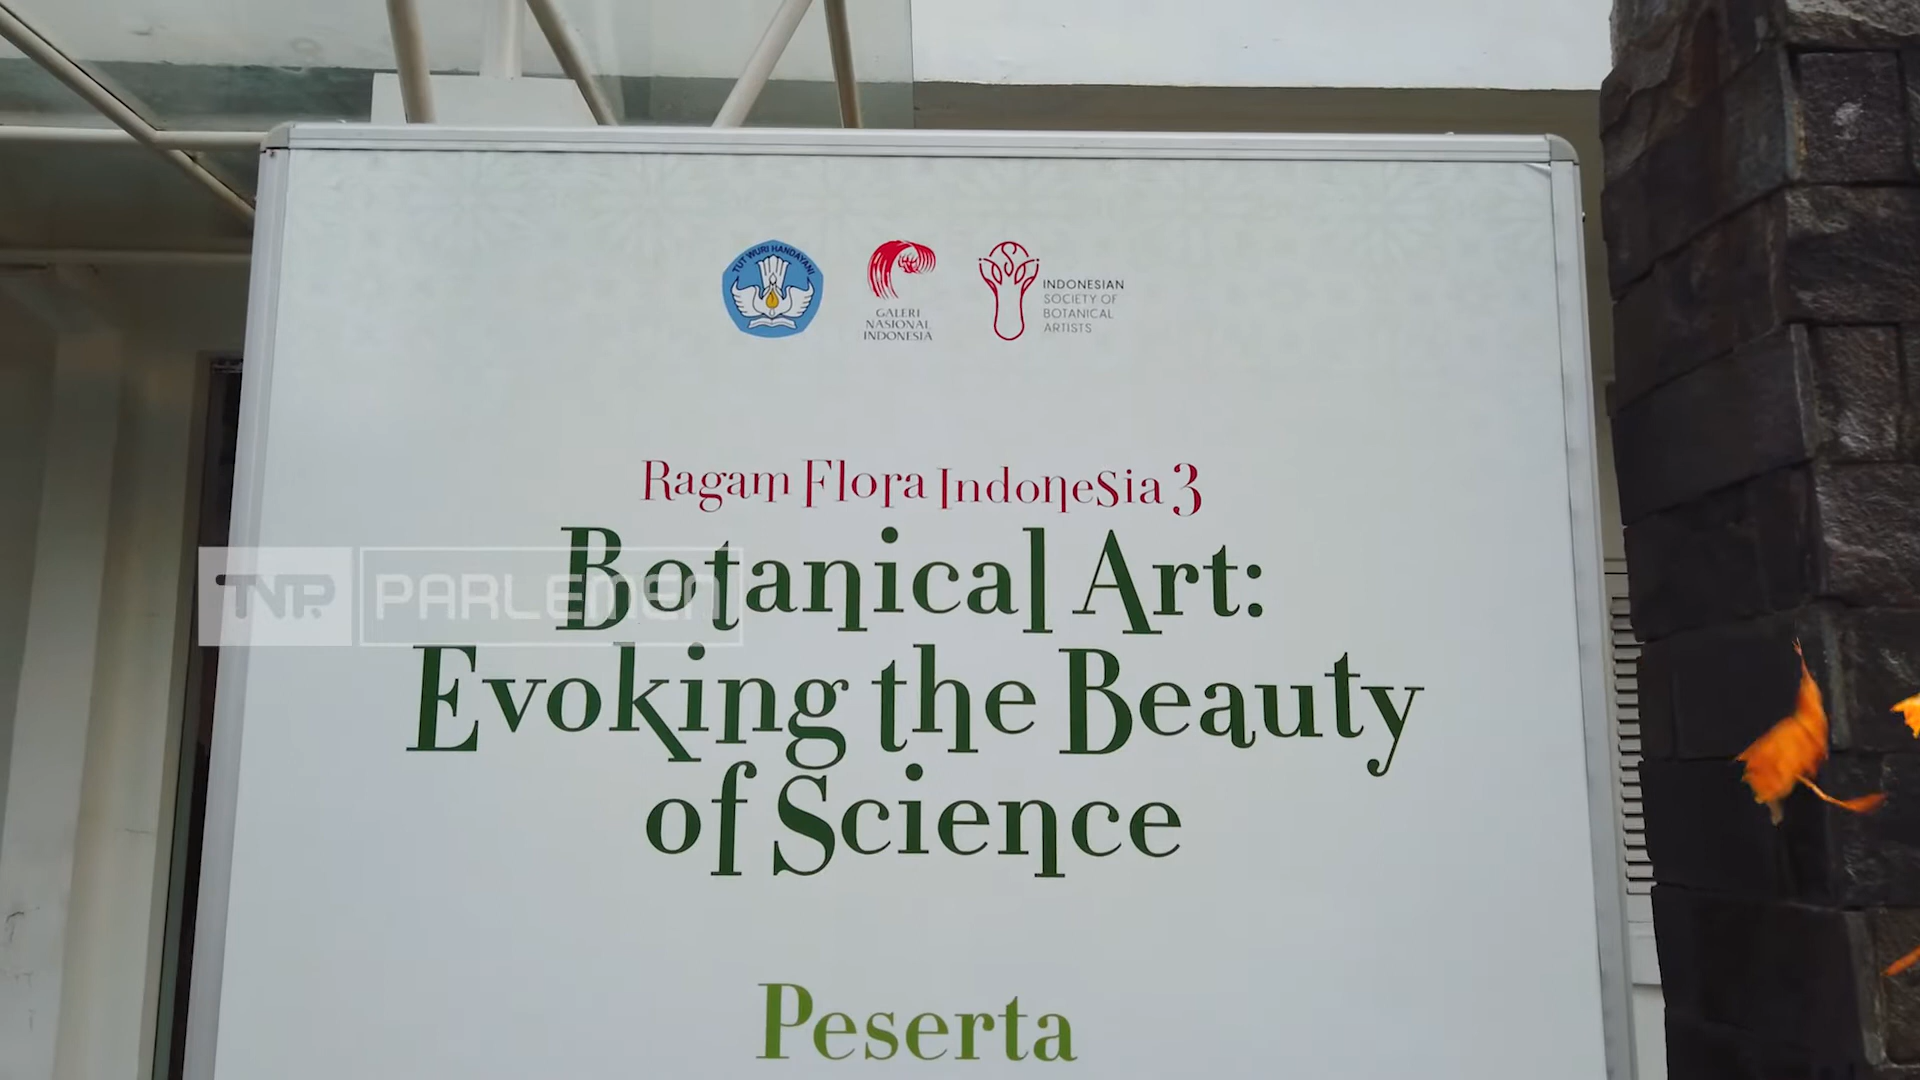 TUT WURI HANDAYANI
GALERI
NASIONAL
INDONESIA
INDONESIAN
SOCIETY OF
BOTANICAL
ARTISTS
Ragam Flora IndoneSia 3
Botanical Art:
TVR PARLEMEN
Evoking the Beauty
of Science
Peserta